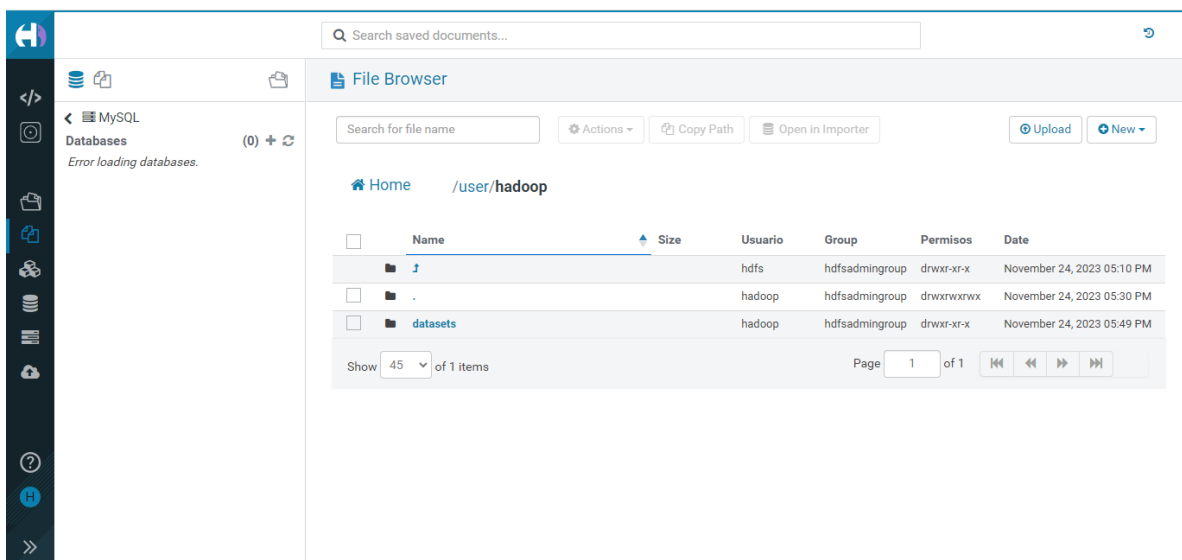 Search saved documents...
File Browser
MySQL
Databases (0)
Error loading databases.
Search for file name Actions Copy Path Open in Importer Upload New
Home /user/hadoop
Name Size Usuario Group Permisos Date
hdfs hdfsadmingroup drwxr-xr-x November 24, 2023 05:10 PM
. hadoop hdfsadmingroup drwxrwxrwx November 24, 2023 05:30 PM
datasets hadoop hdfsadmingroup drwxr-xr-x November 24, 2023 05:49 PM
Show 45 of 1 items Page 1 of 1
H